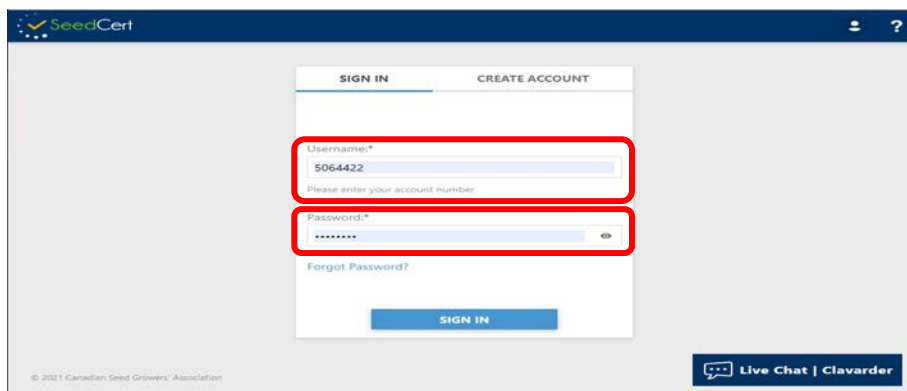 SeedCert
?
SIGN IN CREATE ACCOUNT
Username:*
5064422
Please enter your account number
Password:*
••••••••
Forgot Password?
SIGN IN
© 2021 Canadian Seed Growers' Association
Live Chat | Clavarder